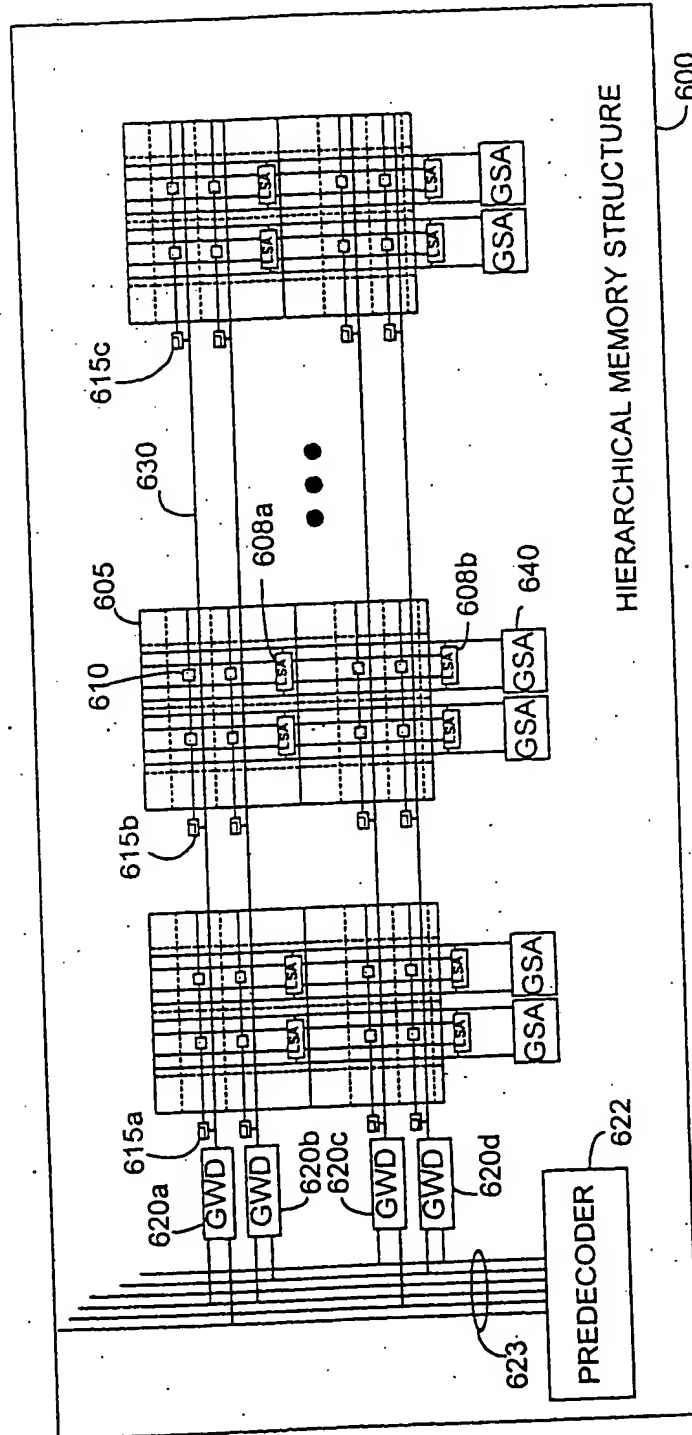 600
HIERARCHICAL MEMORY STRUCTURE
615c
630
605
610
608a
608b
640
615b
615a
620a
620b
620c
620d
622
623
LSA
LSA
LSA
LSA
GSA
GSA
LSA
LSA
LSA
LSA
GSA
GSA
LSA
LSA
LSA
LSA
GSA
GSA
GWD
GWD
GWD
GWD
PREDECODER